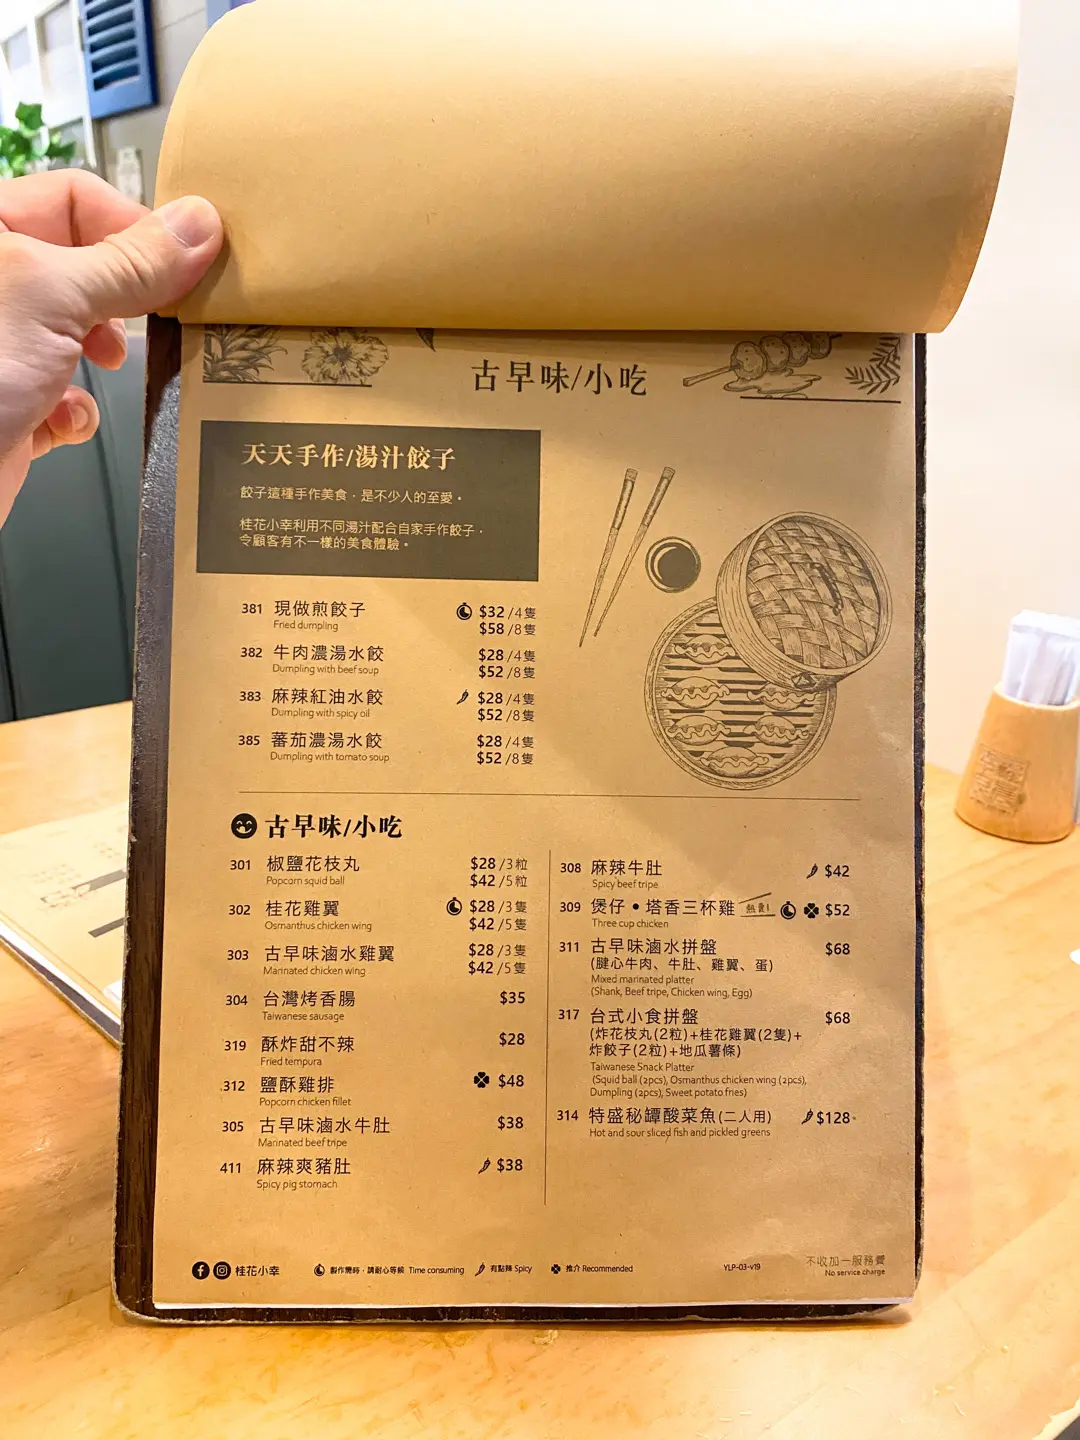 古早味/小吃
天天手作/湯汁餃子
餃子這種手作美食，是不少人的至愛。
桂花小幸利用不同湯汁配合自家手作餃子，
令顧客有不一樣的美食體驗。
381 現做煎餃子 $32 /4隻
Fried dumpling $58 /8隻
382 牛肉濃湯水餃 $28 /4隻
Dumpling with beef soup $52 /8隻
383 麻辣紅油水餃 $28 /4隻
Dumpling with spicy oil $52 /8隻
385 蕃茄濃湯水餃 $28 /4隻
Dumpling with tomato soup $52 /8隻
古早味/小吃
301 椒鹽花枝丸 $28 /3粒
Popcorn squid ball $42 /5粒
302 桂花雞翼 $28 /3隻
Osmanthus chicken wing $42 /5隻
303 古早味滷水雞翼 $28 /3隻
Marinated chicken wing $42 /5隻
304 台灣烤香腸 $35
Taiwanese sausage
319 酥炸甜不辣 $28
Fried tempura
312 鹽酥雞排 $48
Popcorn chicken fillet
305 古早味滷水牛肚 $38
Marinated beef tripe
411 麻辣爽豬肚 $38
Spicy pig stomach
308 麻辣牛肚 $42
Spicy beef tripe
309 煲仔•塔香三杯雞 熱賣! $52
Three cup chicken
311 古早味滷水拼盤 $68
(腱心牛肉、牛肚、雞翼、蛋)
Mixed marinated platter
(Shank, Beef tripe, Chicken wing, Egg)
317 台式小食拼盤 $68
(炸花枝丸(2粒)+桂花雞翼(2隻)+
炸餃子(2粒)+地瓜薯條)
Taiwanese Snack Platter
(Squid ball (2pcs), Osmanthus chicken wing (2pcs),
Dumpling (2pcs), Sweet potato fries)
314 特盛秘罈酸菜魚(二人用) $128
Hot and sour sliced fish and pickled greens
桂花小幸 製作需時，請耐心等候 Time consuming 有點辣 Spicy 推介 Recommended YLP-03-v19 不收加一服務費
No service charge